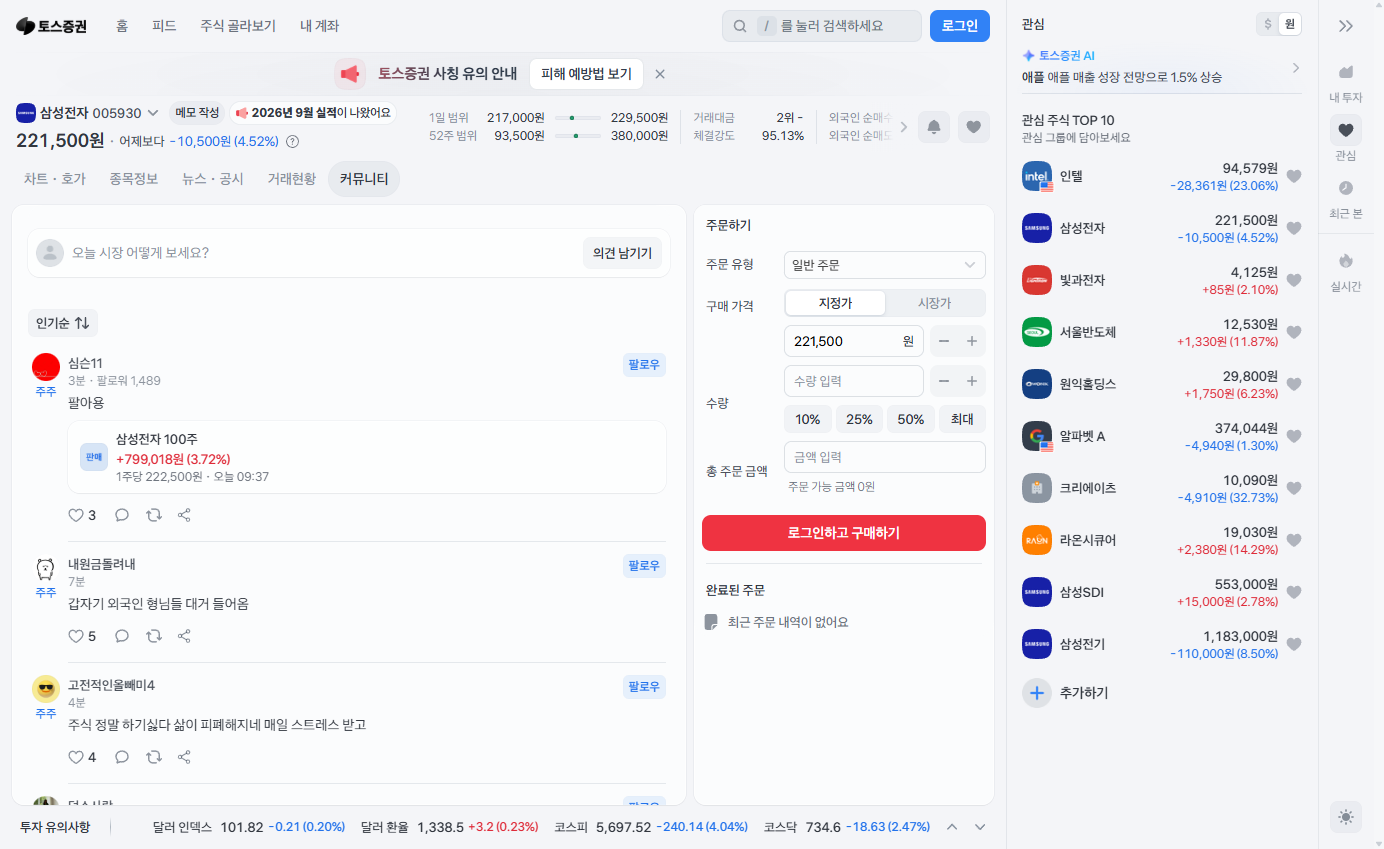 토스증권
홈
피드
주식 골라보기
내 계좌
/ 를 눌러 검색하세요
로그인
토스증권 사칭 유의 안내
피해 예방법 보기
삼성전자 005930
메모 작성
2026년 9월 실적이 나왔어요
221,500원 · 어제보다 -10,500원 (4.52%)
1일 범위 217,000원 229,500원
52주 범위 93,500원 380,000원
거래대금 2위 -
체결강도 95.13%
외국인 순매수
외국인 순매도
차트 · 호가
종목정보
뉴스 · 공시
거래현황
커뮤니티
오늘 시장 어떻게 보세요?
의견 남기기
인기순
심슨11
3분 · 팔로워 1,489
주주
팔로우
팔아용
판매
삼성전자 100주
+799,018원 (3.72%)
1주당 222,500원 · 오늘 09:37
3
내원금돌려내
7분
주주
팔로우
갑자기 외국인 형님들 대거 들어옴
5
고전적인올빼미4
4분
주주
팔로우
주식 정말 하기싫다 삶이 피폐해지네 매일 스트레스 받고
4
주문하기
주문 유형
일반 주문
구매 가격
지정가
시장가
221,500 원
수량
수량 입력
10%
25%
50%
최대
총 주문 금액
금액 입력
주문 가능 금액 0원
로그인하고 구매하기
완료된 주문
최근 주문 내역이 없어요
관심
$
원
토스증권 AI
애플 애플 매출 성장 전망으로 1.5% 상승
관심 주식 TOP 10
관심 그룹에 담아보세요
intel
인텔
94,579원
-28,361원 (23.06%)
SAMSUNG
삼성전자
221,500원
-10,500원 (4.52%)
빛과전자
4,125원
+85원 (2.10%)
서울반도체
12,530원
+1,330원 (11.87%)
원익홀딩스
29,800원
+1,750원 (6.23%)
알파벳 A
374,044원
-4,940원 (1.30%)
크리에이츠
10,090원
-4,910원 (32.73%)
라온시큐어
19,030원
+2,380원 (14.29%)
SAMSUNG
삼성SDI
553,000원
+15,000원 (2.78%)
SAMSUNG
삼성전기
1,183,000원
-110,000원 (8.50%)
추가하기
내 투자
관심
최근 본
실시간
투자 유의사항
달러 인덱스 101.82 -0.21 (0.20%)
달러 환율 1,338.5 +3.2 (0.23%)
코스피 5,697.52 -240.14 (4.04%)
코스닥 734.6 -18.63 (2.47%)